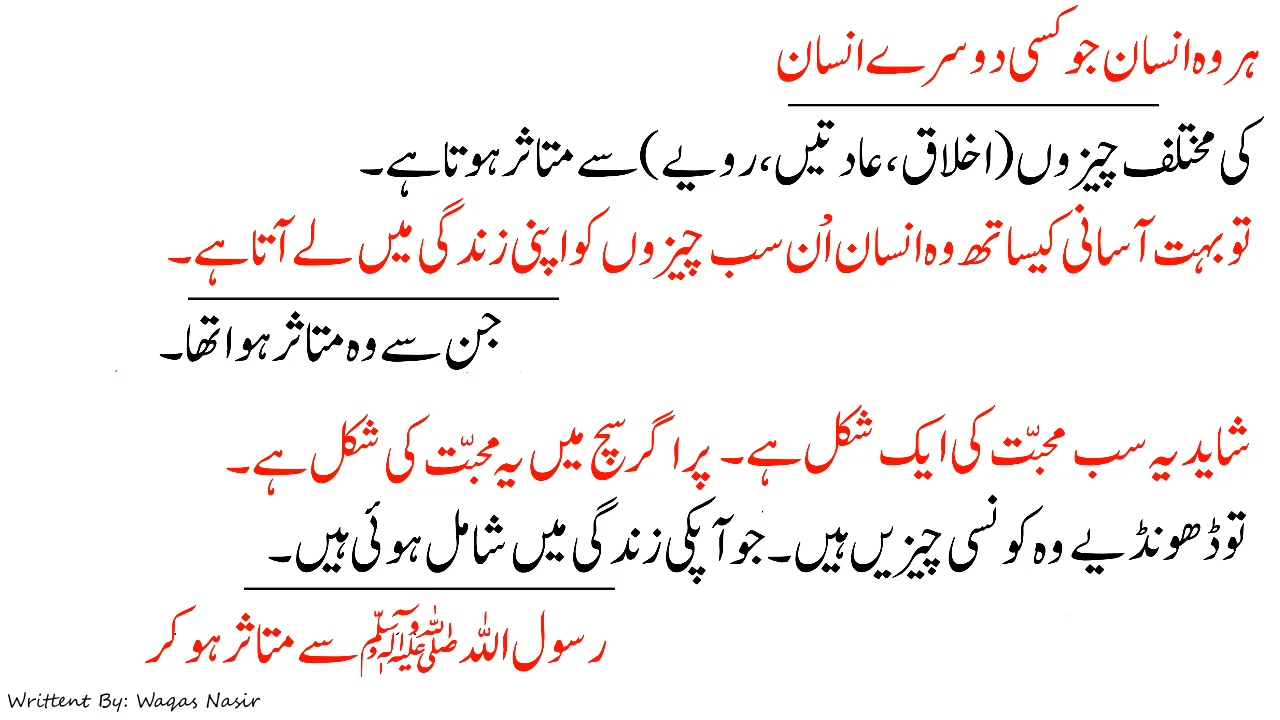 ہر وہ انسان جو کسی دوسرے انسان
کی مختلف چیزوں (اخلاق، عادتیں، رویے) سے متاثر ہوتا ہے۔
تو بہت آسانی کیساتھ وہ انسان اُن سب چیزوں کو اپنی زندگی میں لے آتا ہے۔
جن سے وہ متاثر ہوا تھا۔
شاید یہ سب محبّت کی ایک شکل ہے۔ پر اگر سچ میں یہ محبّت کی شکل ہے۔
تو ڈھونڈیے وہ کونسی چیزیں ہیں۔ جو آپکی زندگی میں شامل ہوئی ہیں۔
رسول اللہ ﷺ سے متاثر ہو کر
Writtent By: Waqas Nasir